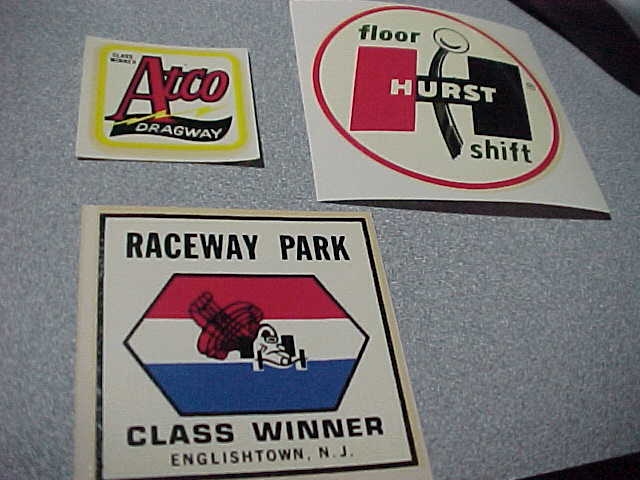 CLASS
WINNER
Atco
DRAGWAY
floor
HURST
shift
RACEWAY PARK
CLASS WINNER
ENGLISHTOWN, N.J.